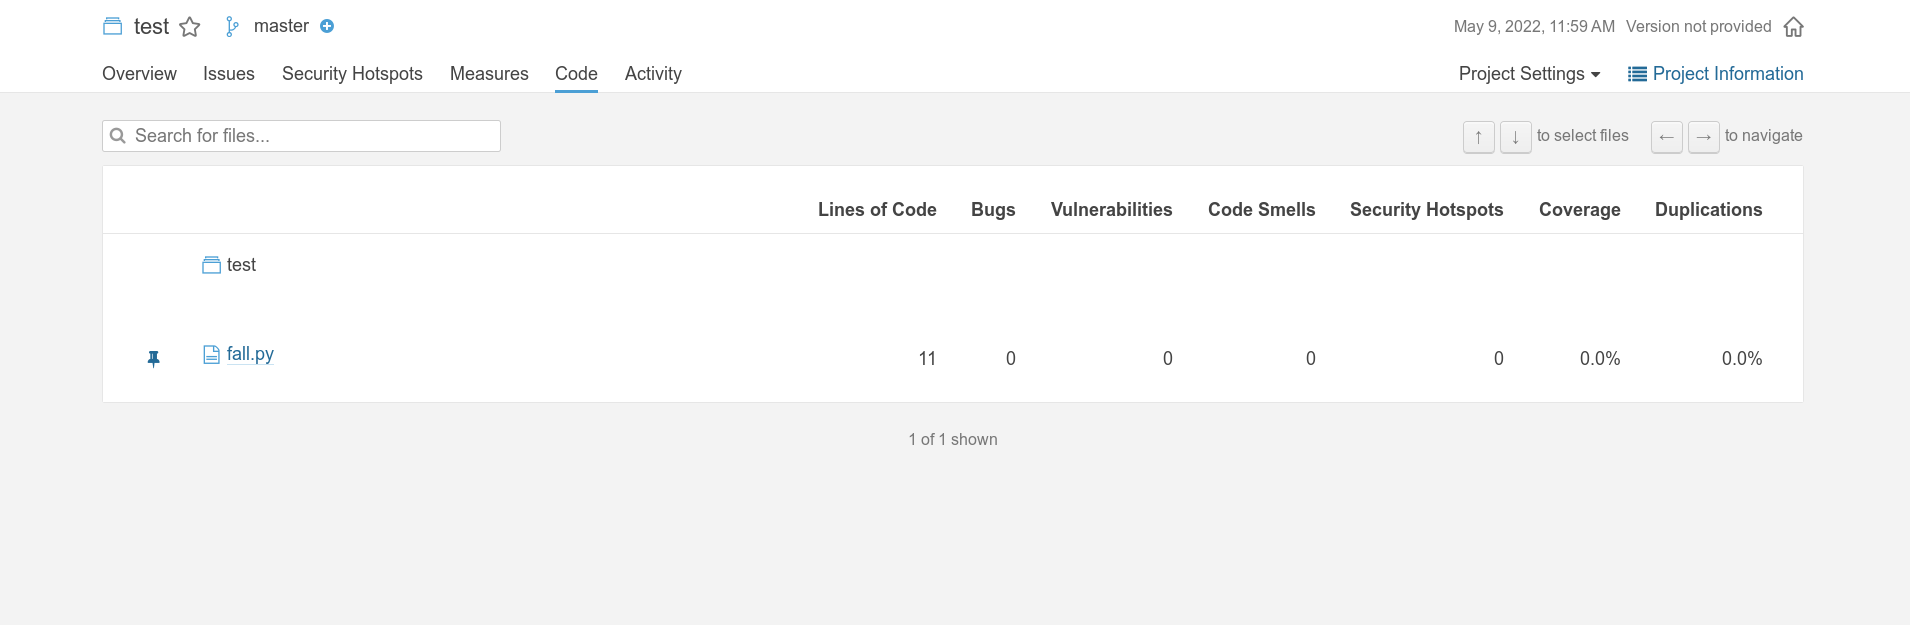 test master May 9, 2022, 11:59 AM Version not provided
Overview Issues Security Hotspots Measures Code Activity Project Settings Project Information
Search for files... ↑ ↓ to select files ← → to navigate
Lines of Code Bugs Vulnerabilities Code Smells Security Hotspots Coverage Duplications
test
fall.py 11 0 0 0 0 0.0% 0.0%
1 of 1 shown